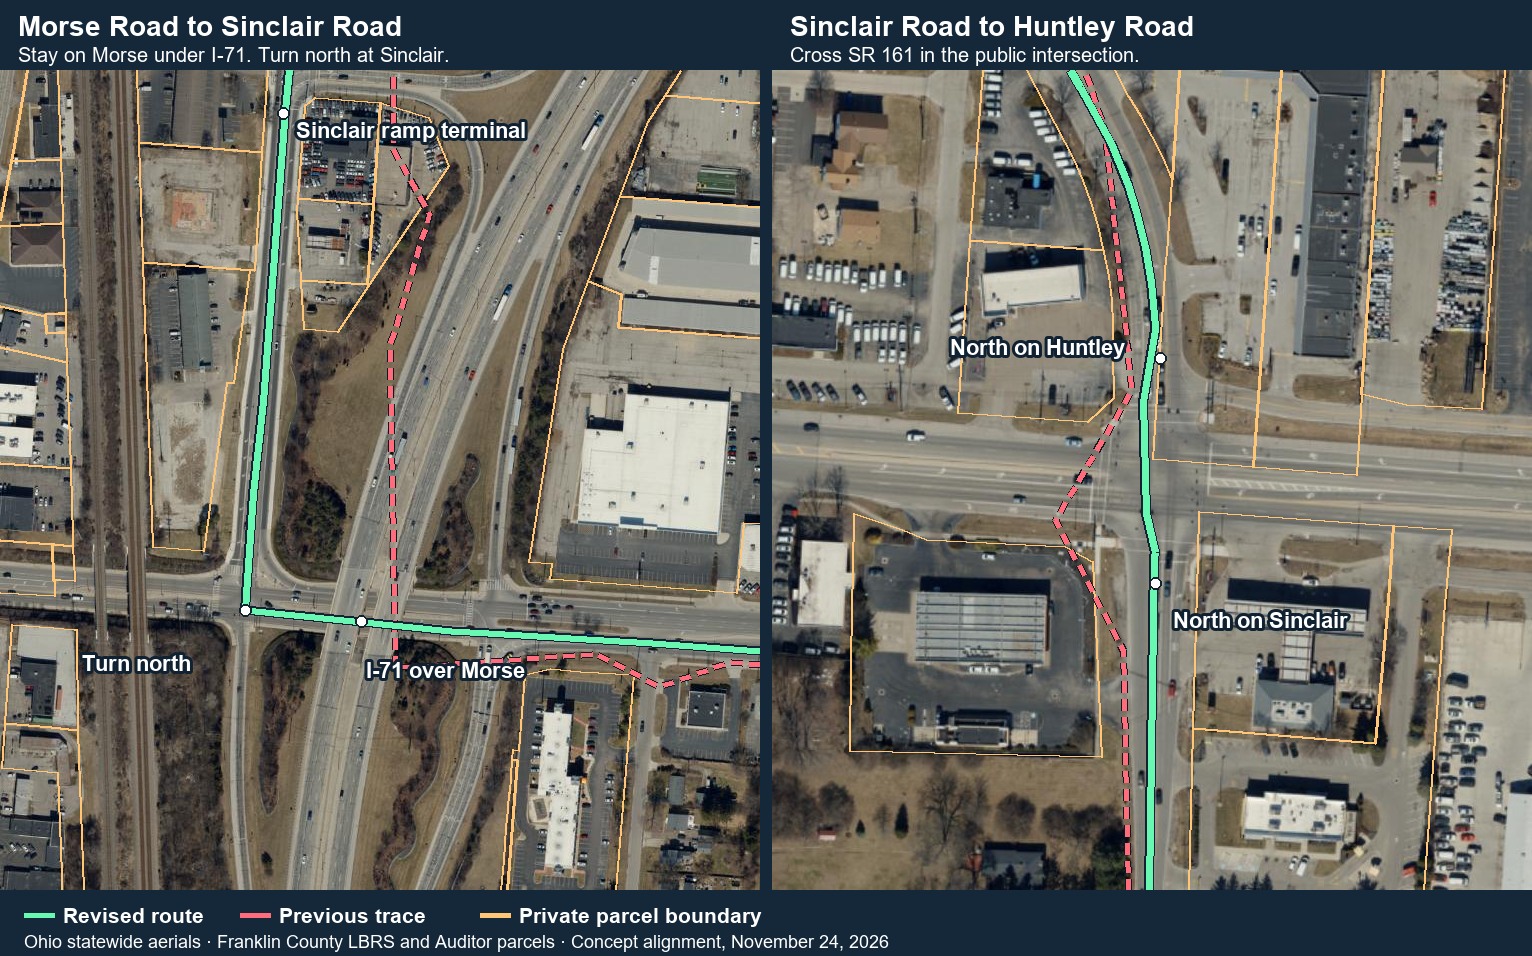 Morse Road to Sinclair Road
Stay on Morse under I-71. Turn north at Sinclair.
Sinclair ramp terminal
Turn north
I-71 over Morse
Sinclair Road to Huntley Road
Cross SR 161 in the public intersection.
North on Huntley
North on Sinclair
Revised route
Previous trace
Private parcel boundary
Ohio statewide aerials · Franklin County LBRS and Auditor parcels · Concept alignment, November 24, 2026